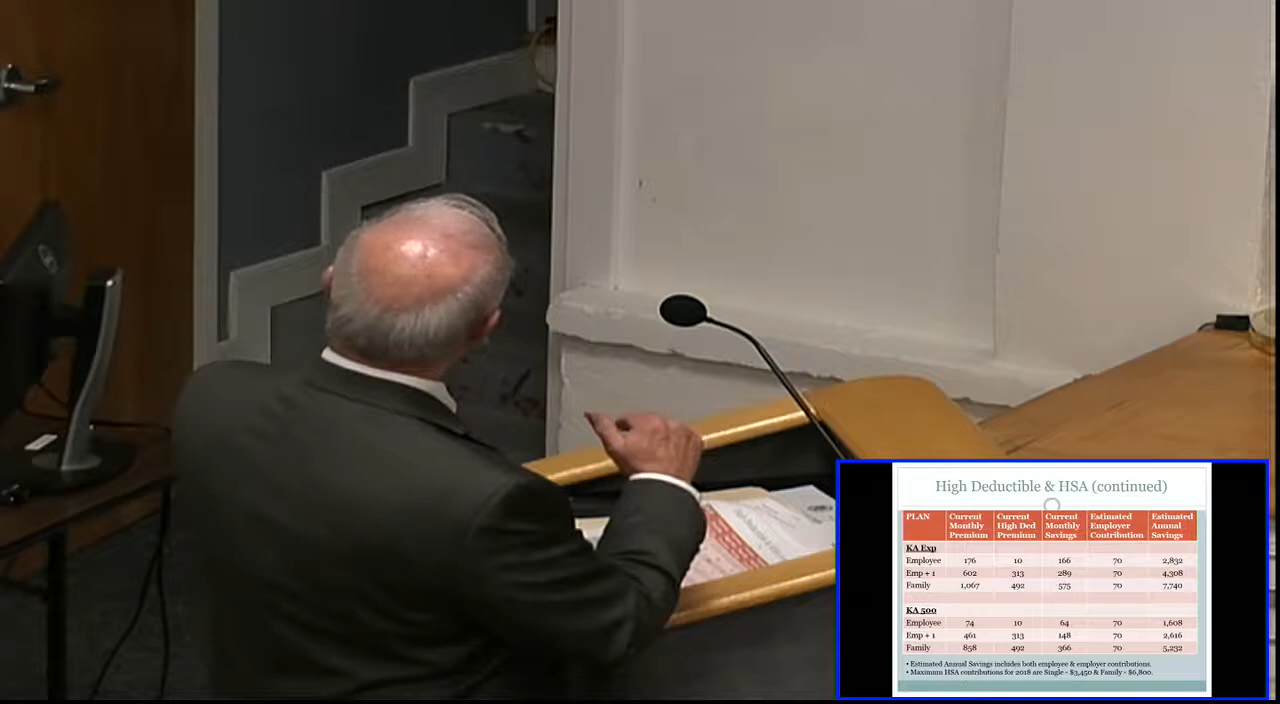 High Deductible & HSA (continued)
PLAN Current Monthly Premium Current High Ded Premium Current Monthly Savings Estimated Employer Contribution Estimated Annual Savings
KA Exp
Employee 176 10 166 70 2,832
Emp + 1 602 313 289 70 4,308
Family 1,067 492 575 70 7,740
KA 500
Employee 74 10 64 70 1,608
Emp + 1 461 313 148 70 2,616
Family 858 492 366 70 5,232
• Estimated Annual Savings includes both employee & employer contributions.
• Maximum HSA contributions for 2018 are Single - $3,450 & Family - $6,800.